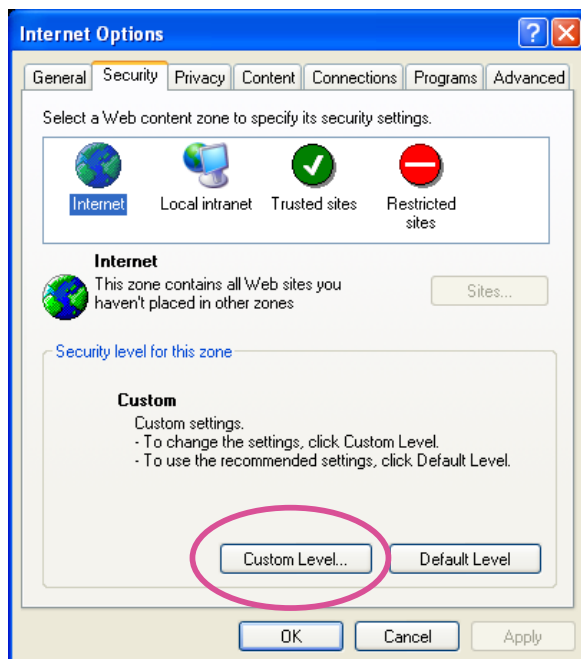 Internet Options
General Security Privacy Content Connections Programs Advanced
Select a Web content zone to specify its security settings.
Internet Local intranet Trusted sites Restricted
sites
Internet
This zone contains all Web sites you
haven't placed in other zones
Sites...
Security level for this zone
Custom
Custom settings.
- To change the settings, click Custom Level.
- To use the recommended settings, click Default Level.
Custom Level... Default Level
OK Cancel Apply